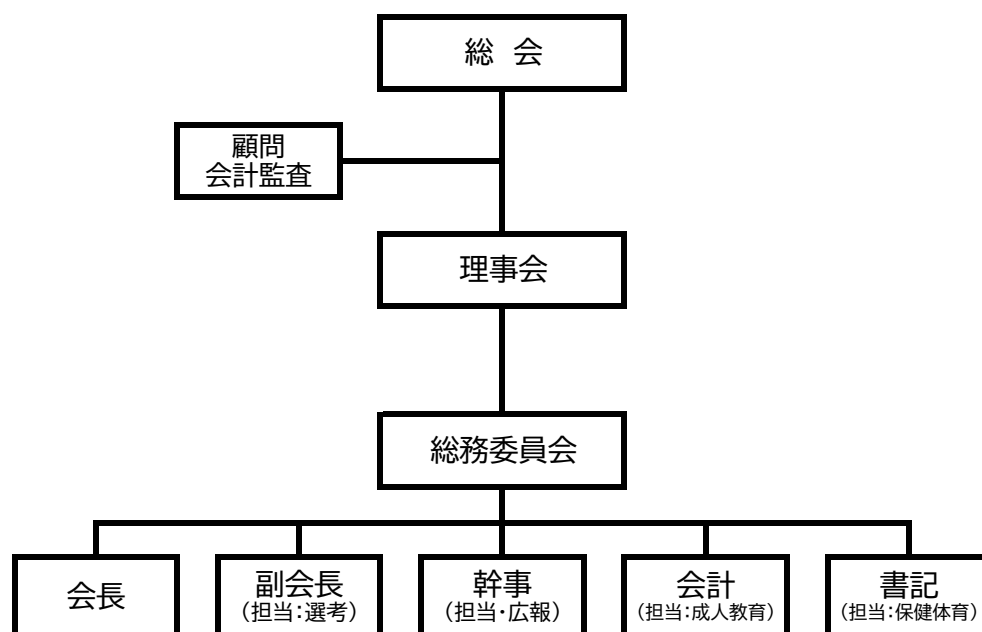 総 会
顧問
会計監査
理事会
総務委員会
会長
副会長
（担当：選考）
幹事
（担当・広報）
会計
（担当：成人教育）
書記
（担当：保健体育）